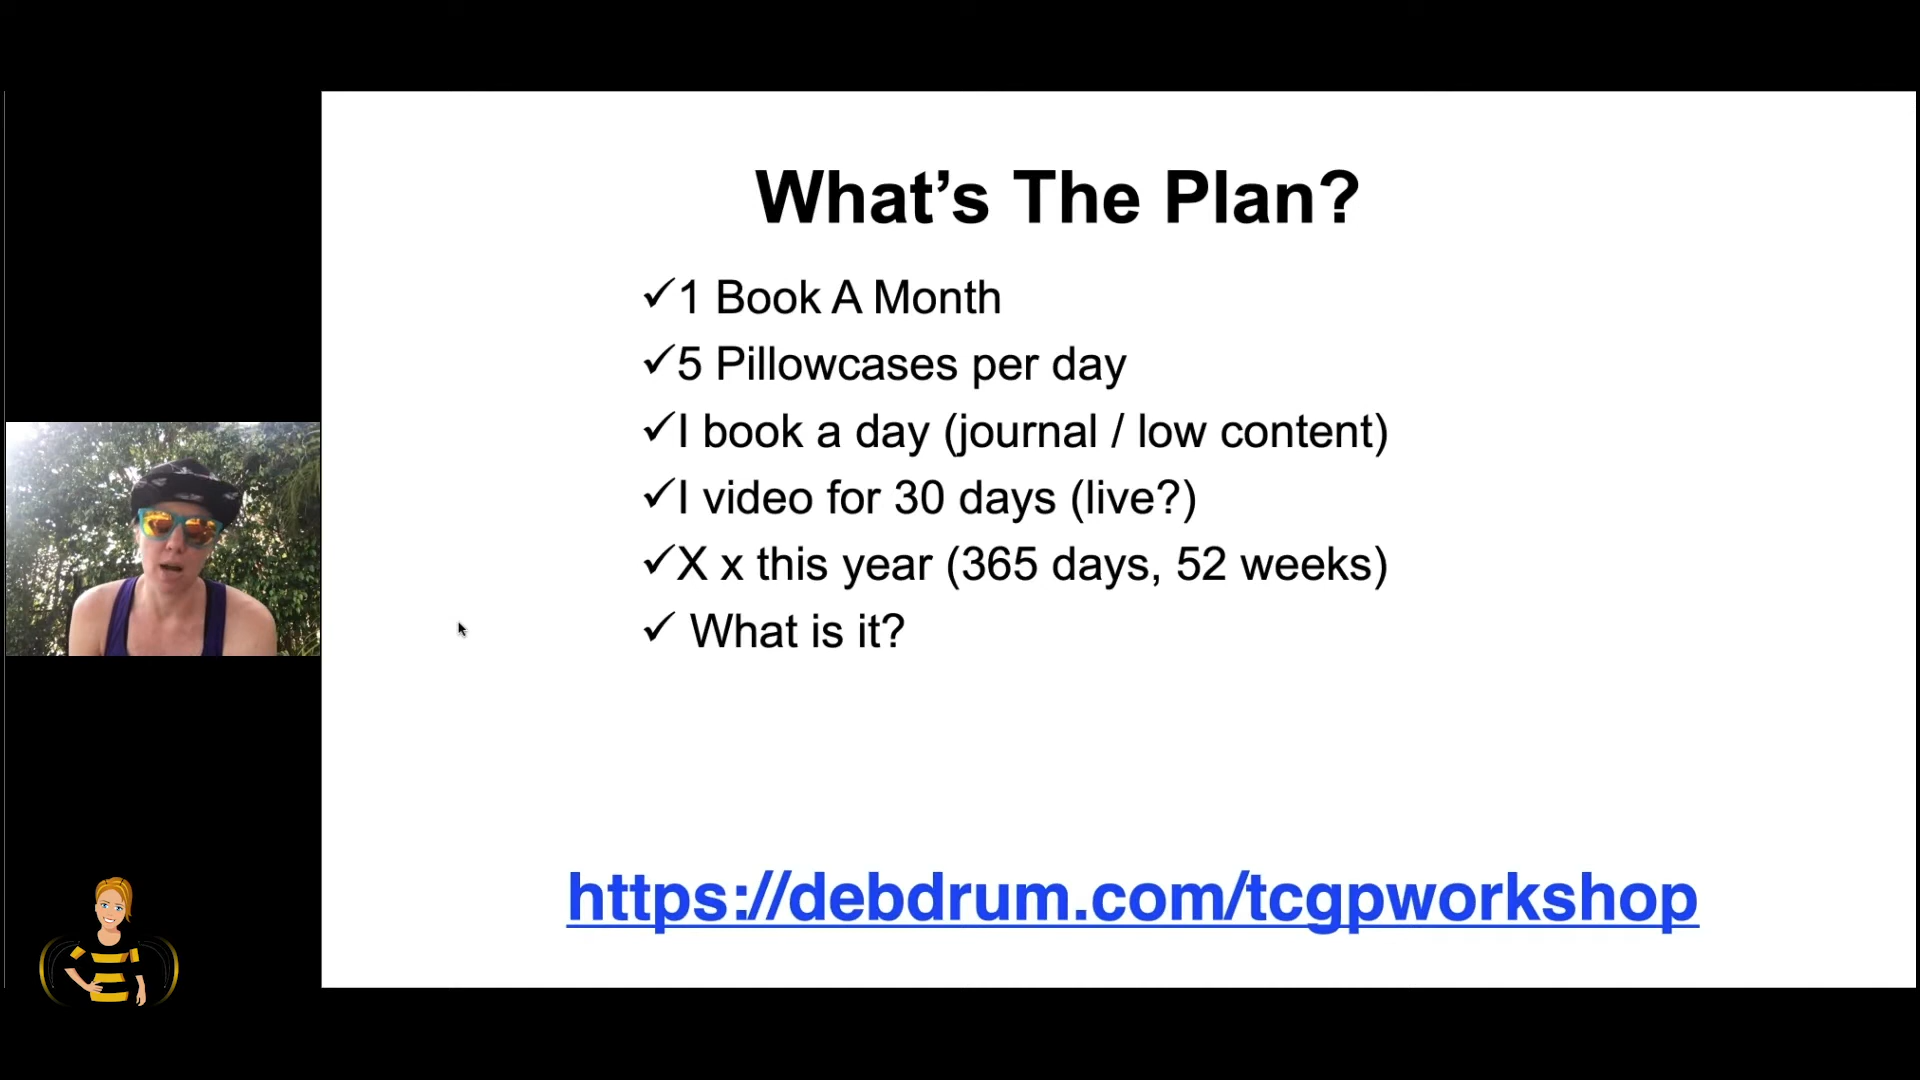 What’s The Plan?
✓1 Book A Month
✓5 Pillowcases per day
✓I book a day (journal / low content)
✓I video for 30 days (live?)
✓X x this year (365 days, 52 weeks)
✓ What is it?
https://debdrum.com/tcgpworkshop